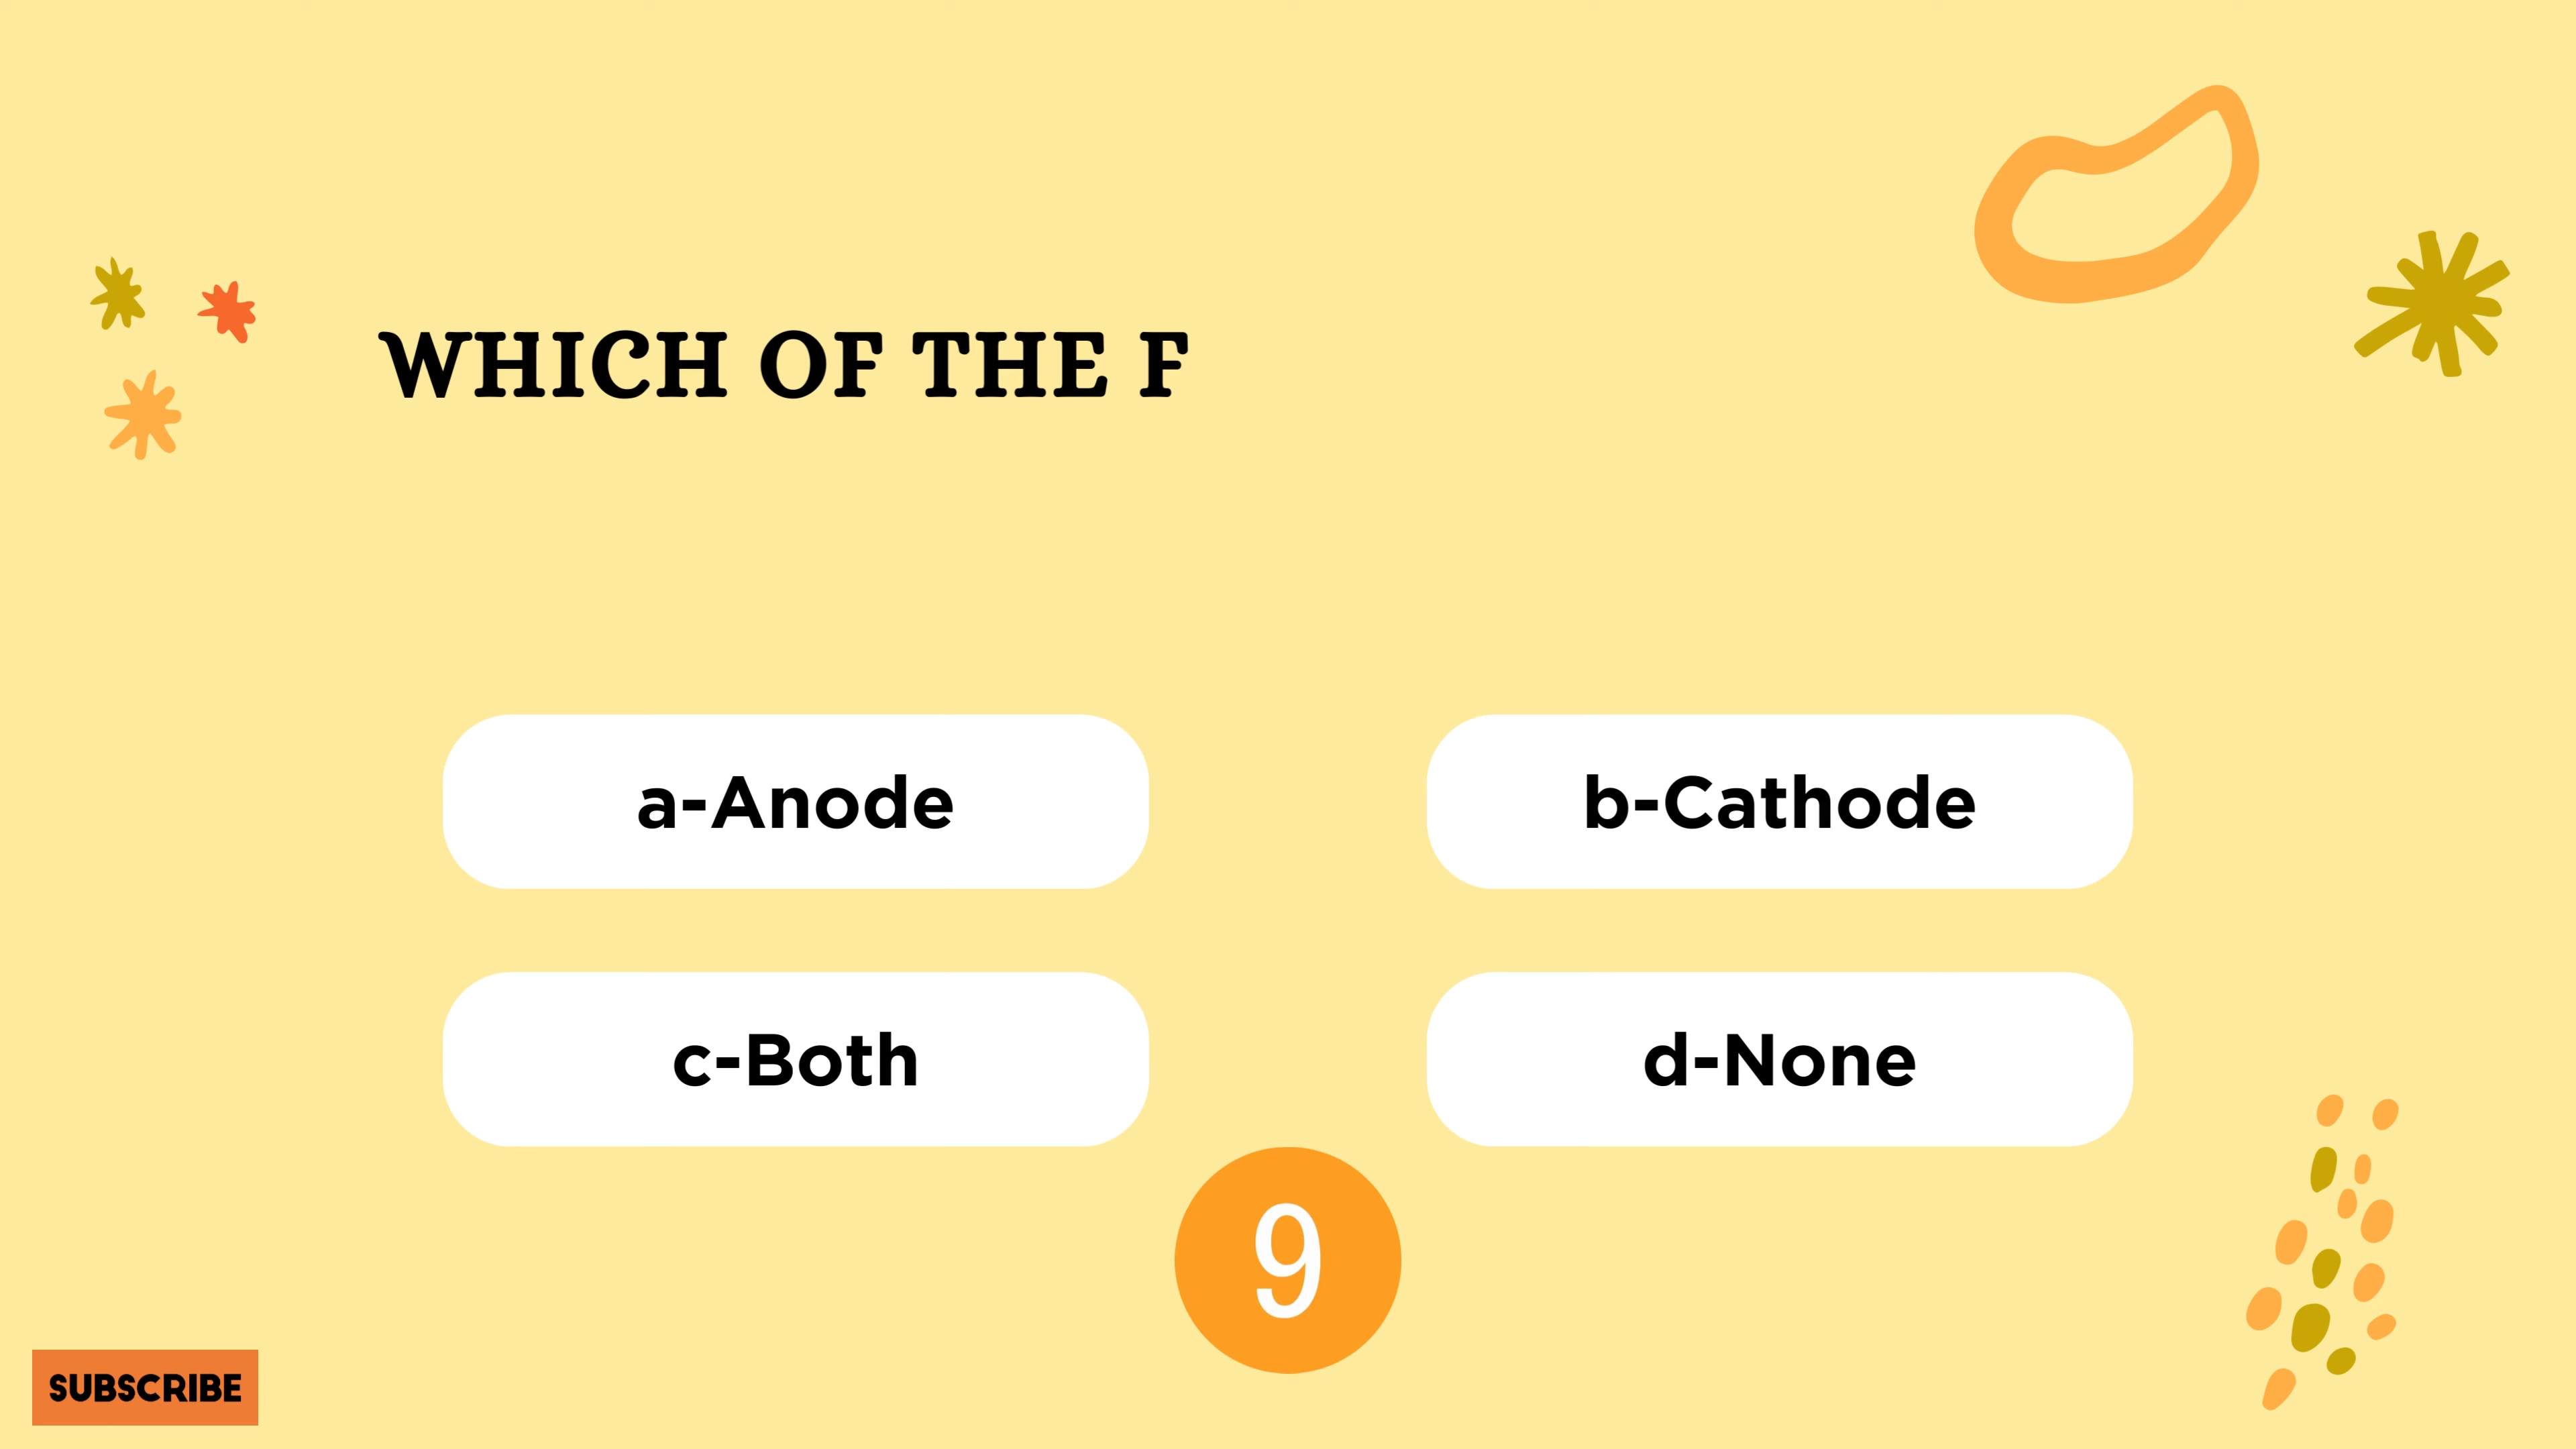 WHICH OF THE F
a-Anode
b-Cathode
c-Both
d-None
9
SUBSCRIBE